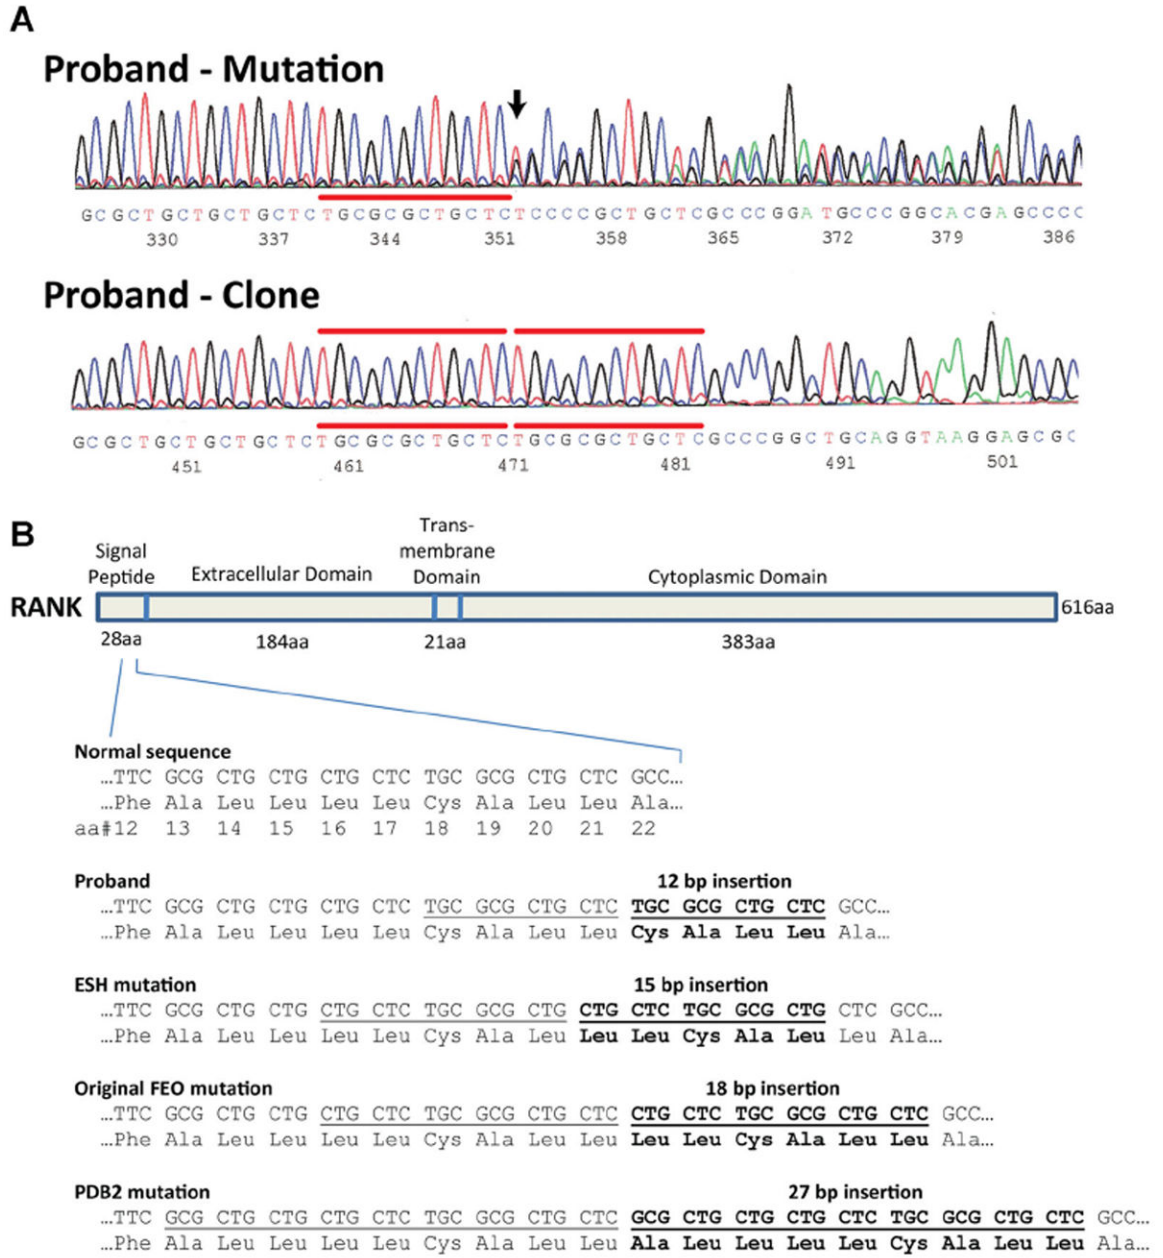 A
Proband - Mutation
GCGCTGCTGCTGCTCTGCGCGCTGCTCTCCCCGCTGCTCGCCCGGATGCCCGGCACGAGCCCC
330 337 344 351 358 365 372 379 386
Proband - Clone
GCGCTGCTGCTGCTCTGCGCGCTGCTCTGCGCGCTGCTCGCCCGGCTGCAGGTAAGGAGCGC
451 461 471 481 491 501
B
Signal Peptide
Extracellular Domain
Trans-membrane Domain
Cytoplasmic Domain
RANK
616aa
28aa 184aa 21aa 383aa
Normal sequence
…TTC GCG CTG CTG CTG CTC TGC GCG CTG CTC GCC…
…Phe Ala Leu Leu Leu Leu Cys Ala Leu Leu Ala…
aa#12 13 14 15 16 17 18 19 20 21 22
Proband 12 bp insertion
…TTC GCG CTG CTG CTG CTC TGC GCG CTG CTC TGC GCG CTG CTC GCC…
…Phe Ala Leu Leu Leu Leu Cys Ala Leu Leu Cys Ala Leu Leu Ala…
ESH mutation 15 bp insertion
…TTC GCG CTG CTG CTG CTC TGC GCG CTG CTG CTC TGC GCG CTG CTC GCC…
…Phe Ala Leu Leu Leu Leu Cys Ala Leu Leu Leu Cys Ala Leu Leu Ala…
Original FEO mutation 18 bp insertion
…TTC GCG CTG CTG CTG CTC TGC GCG CTG CTC CTG CTC TGC GCG CTG CTC GCC…
…Phe Ala Leu Leu Leu Leu Cys Ala Leu Leu Leu Leu Cys Ala Leu Leu Ala…
PDB2 mutation 27 bp insertion
…TTC GCG CTG CTG CTG CTC TGC GCG CTG CTC GCG CTG CTG CTG CTC TGC GCG CTG CTC GCC…
…Phe Ala Leu Leu Leu Leu Cys Ala Leu Leu Ala Leu Leu Leu Leu Cys Ala Leu Leu Ala…